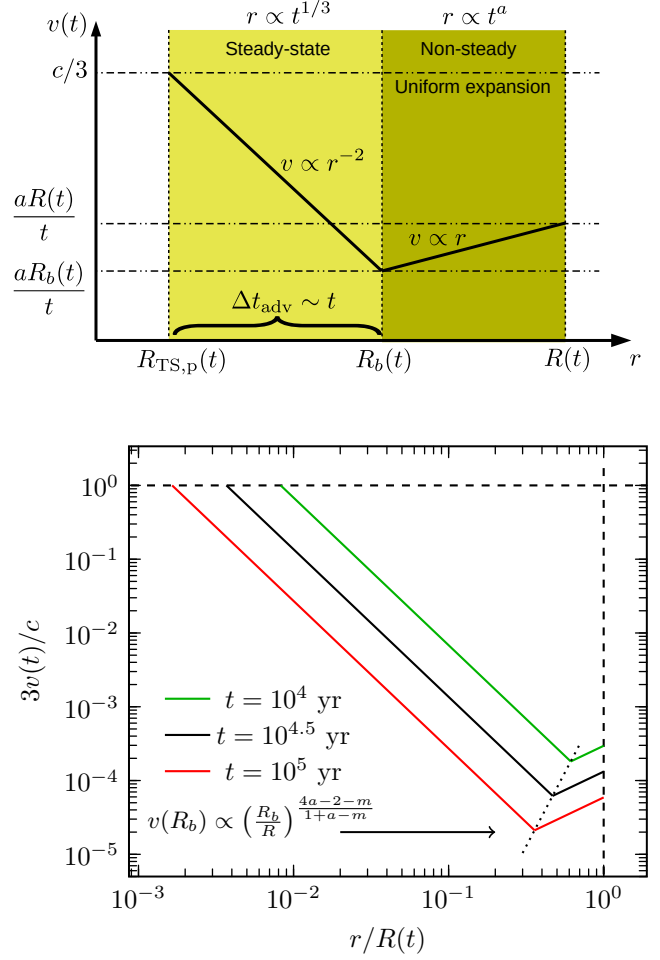 r ∝ t^{1/3} r ∝ t^a
v(t)
Steady-state Non-steady
c/3
Uniform expansion
v ∝ r^{−2}
aR(t)/t
v ∝ r
aR_b(t)/t
Δt_adv ∼ t
R_{TS,p}(t) R_b(t) R(t) r
10^0
10^{−1}
10^{−2}
10^{−3}
10^{−4}
10^{−5}
3v(t)/c
t = 10^4 yr
t = 10^{4.5} yr
t = 10^5 yr
v(R_b) ∝ (R_b/R)^{(4a−2−m)/(1+a−m)}
10^{−3} 10^{−2} 10^{−1} 10^0
r/R(t)